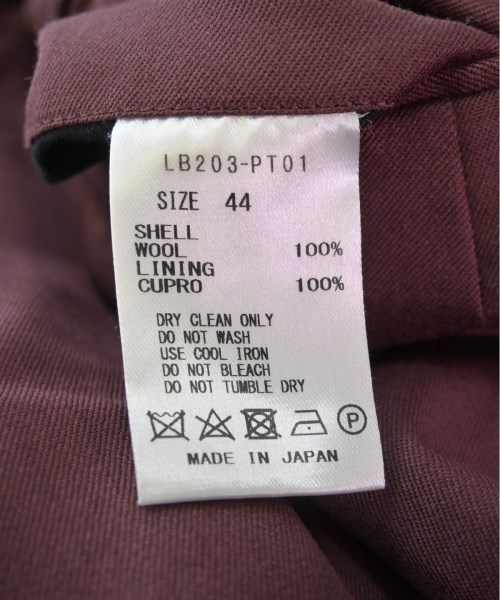 LB203-PT01
SIZE 44
SHELL
WOOL 100%
LINING
CUPRO 100%
DRY CLEAN ONLY
DO NOT WASH
USE COOL IRON
DO NOT BLEACH
DO NOT TUMBLE DRY
P
MADE IN JAPAN